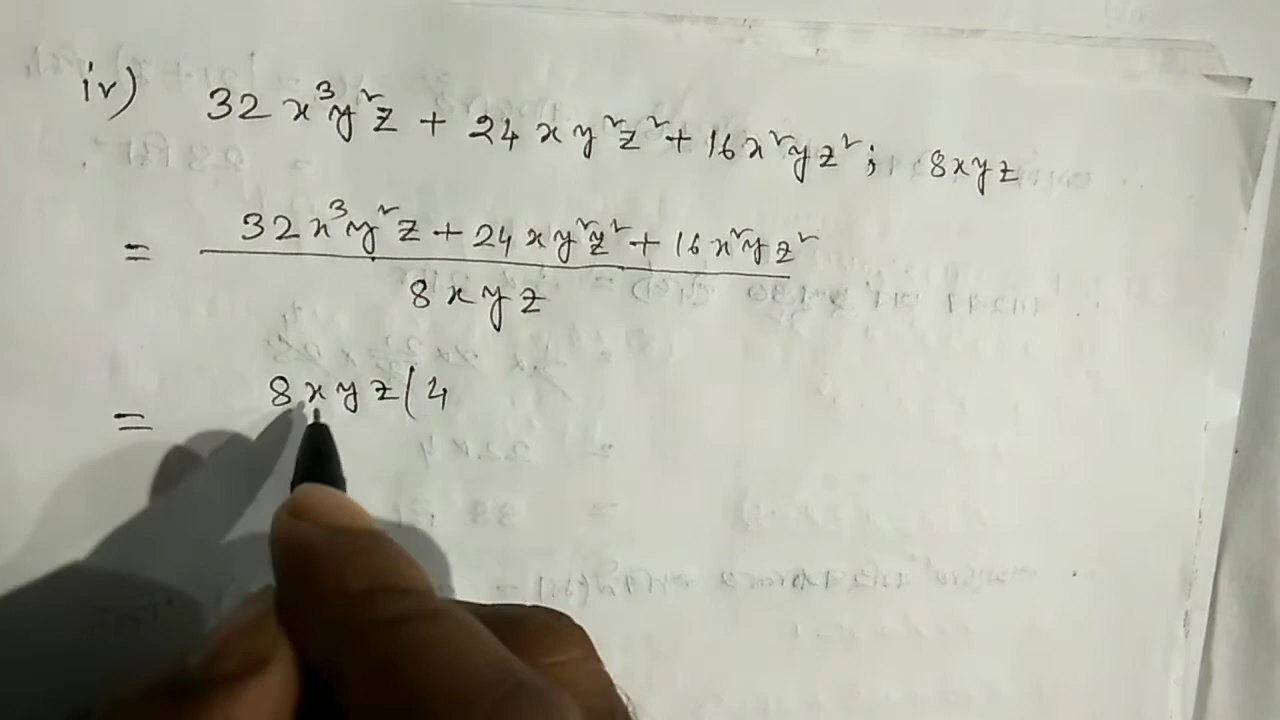 iv) 32x³y²z + 24xy²z² + 16x²yz²; 8xyz
= 32x³y²z + 24xy²z² + 16x²yz²
8xyz
= 8xyz(4